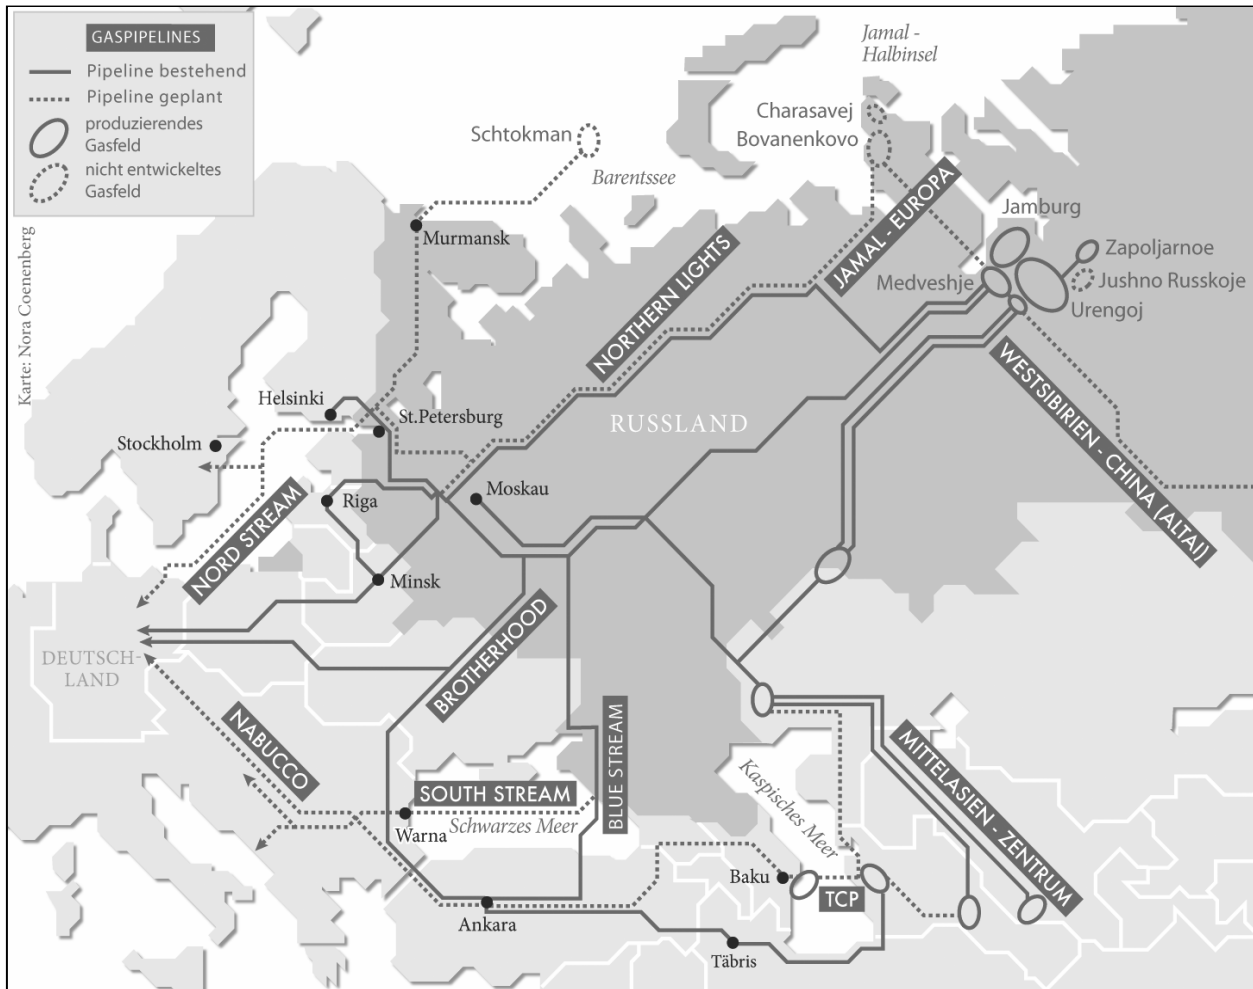 GASPIPELINES
Pipeline bestehend
Pipeline geplant
produzierendes
Gasfeld
nicht entwickeltes
Gasfeld
Karte: Nora Coenenberg
Jamal -
Halbinsel
Charasavej
Bovanenkovo
Schtokman
Barentssee
Murmansk
JAMAL - EUROPA
NORTHERN LIGHTS
Jamburg
Zapoljarnoe
Medveshje
Jushno Russkoje
Urengoj
WESTSIBIRIEN - CHINA (ALTAI)
Helsinki
St.Petersburg
RUSSLAND
Stockholm
NORD STREAM
Riga
Moskau
Minsk
BROTHERHOOD
DEUTSCH-
LAND
NABUCCO
BLUE STREAM
SOUTH STREAM
Warna
Schwarzes Meer
Kaspisches Meer
MITTELASIEN - ZENTRUM
Baku
TCP
Ankara
Täbris